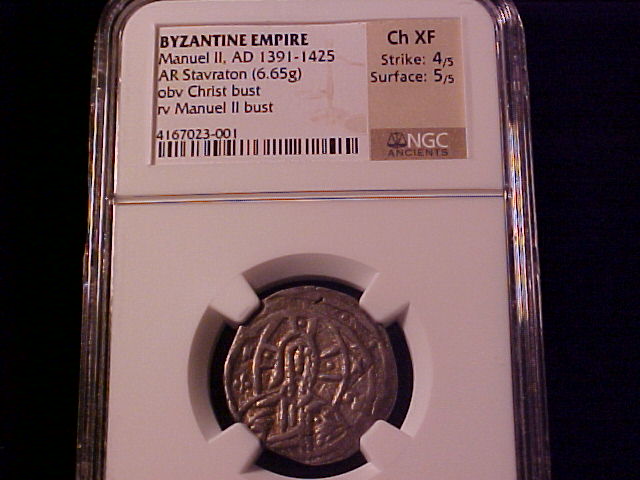 BYZANTINE EMPIRE
Manuel II, AD 1391-1425
AR Stavraton (6.65g)
obv Christ bust
rv Manuel II bust
4167023-001
Ch XF
Strike: 4/5
Surface: 5/5
NGC
ANCIENTS